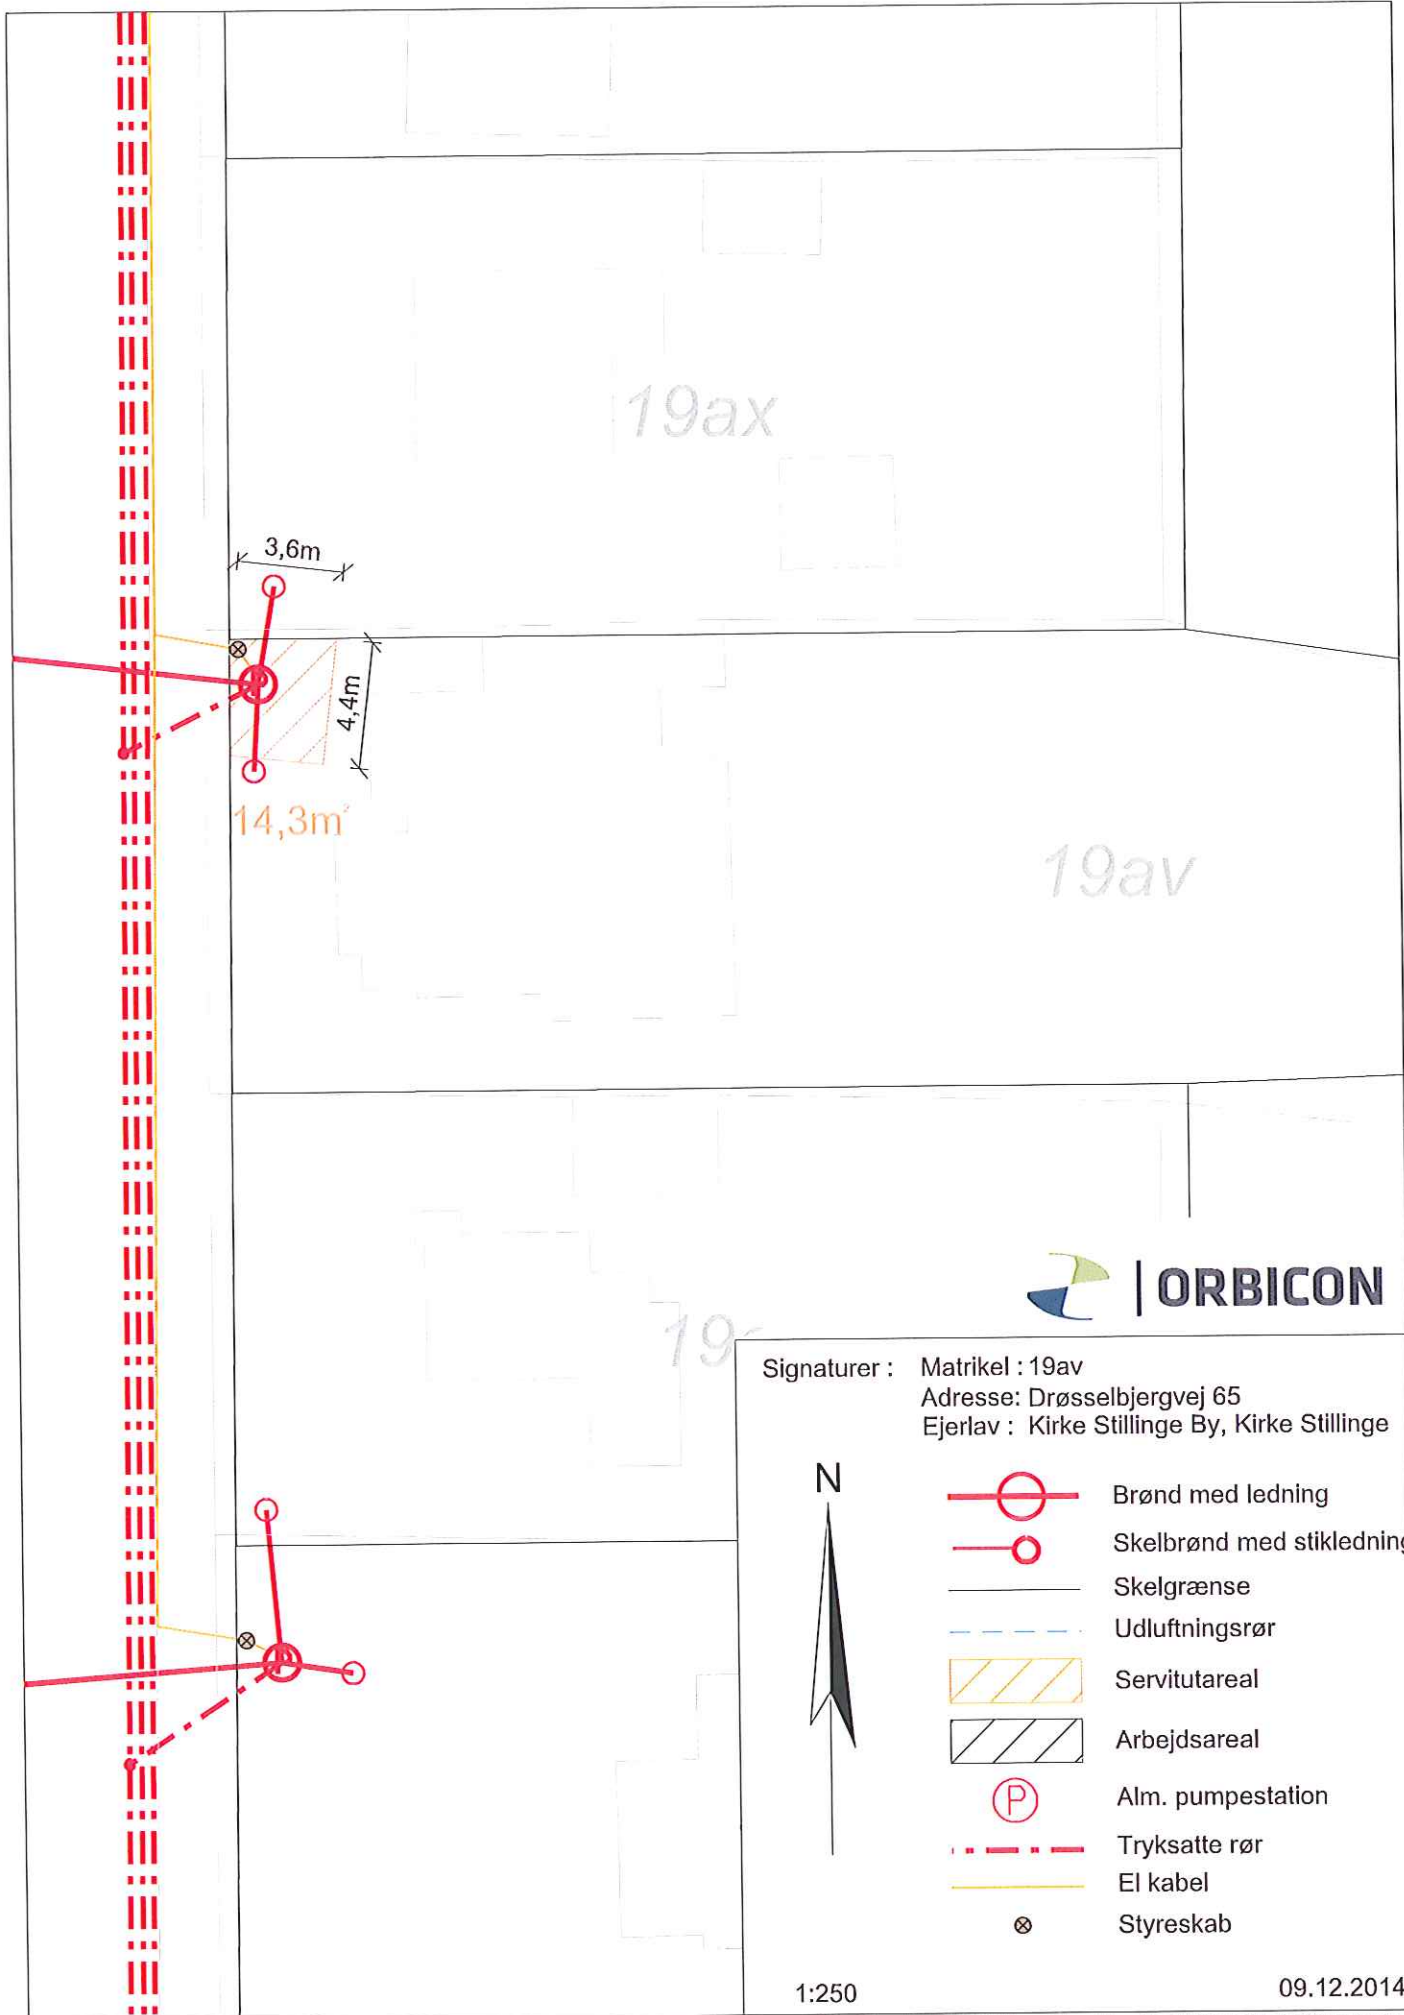 19ax
3,6m
4,4m
14,3m²
19av
| ORBICON
19
Signaturer : Matrikel : 19av
Adresse: Drøsselbjergvej 65
Ejerlav : Kirke Stillinge By, Kirke Stillinge
N
Brønd med ledning
Skelbrønd med stikledning
Skelgrænse
Udluftningsrør
Servitutareal
Arbejdsareal
P Alm. pumpestation
Tryksatte rør
El kabel
Styreskab
1:250 09.12.2014